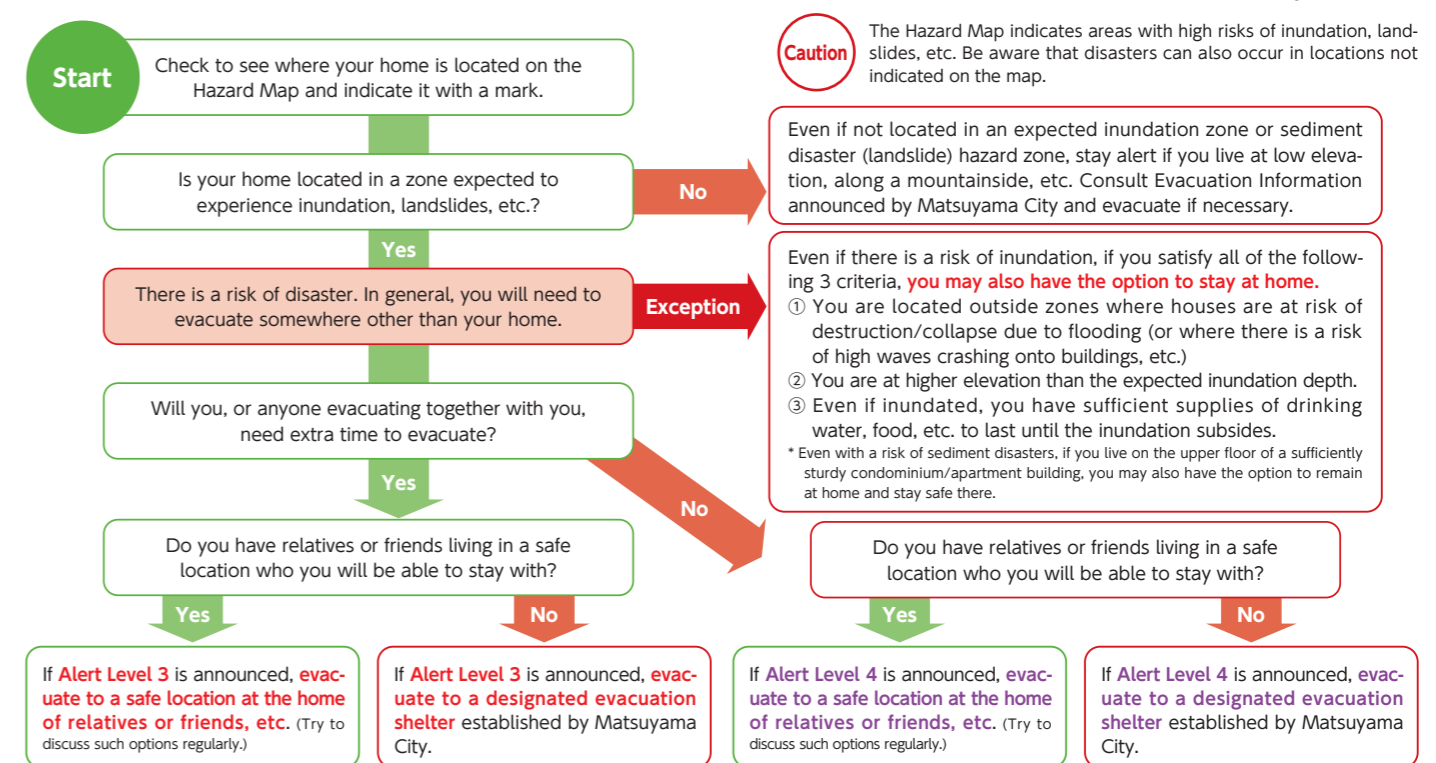 Start
Check to see where your home is located on the
Hazard Map and indicate it with a mark.
Caution
The Hazard Map indicates areas with high risks of inundation, land-
slides, etc. Be aware that disasters can also occur in locations not
indicated on the map.
Is your home located in a zone expected to
experience inundation, landslides, etc.?
No
Even if not located in an expected inundation zone or sediment
disaster (landslide) hazard zone, stay alert if you live at low eleva-
tion, along a mountainside, etc. Consult Evacuation Information
announced by Matsuyama City and evacuate if necessary.
Yes
There is a risk of disaster. In general, you will need to
evacuate somewhere other than your home.
Exception
Even if there is a risk of inundation, if you satisfy all of the follow-
ing 3 criteria, you may also have the option to stay at home.
① You are located outside zones where houses are at risk of
destruction/collapse due to flooding (or where there is a risk
of high waves crashing onto buildings, etc.)
② You are at higher elevation than the expected inundation depth.
③ Even if inundated, you have sufficient supplies of drinking
water, food, etc. to last until the inundation subsides.
* Even with a risk of sediment disasters, if you live on the upper floor of a sufficiently
sturdy condominium/apartment building, you may also have the option to remain
at home and stay safe there.
Will you, or anyone evacuating together with you,
need extra time to evacuate?
Yes
No
Do you have relatives or friends living in a safe
location who you will be able to stay with?
Yes
No
Do you have relatives or friends living in a safe
location who you will be able to stay with?
Yes
No
If Alert Level 3 is announced, evac-
uate to a safe location at the home
of relatives or friends, etc. (Try to
discuss such options regularly.)
If Alert Level 3 is announced, evac-
uate to a designated evacuation
shelter established by Matsuyama
City.
If Alert Level 4 is announced, evac-
uate to a safe location at the home
of relatives or friends, etc. (Try to
discuss such options regularly.)
If Alert Level 4 is announced, evac-
uate to a designated evacuation
shelter established by Matsuyama
City.